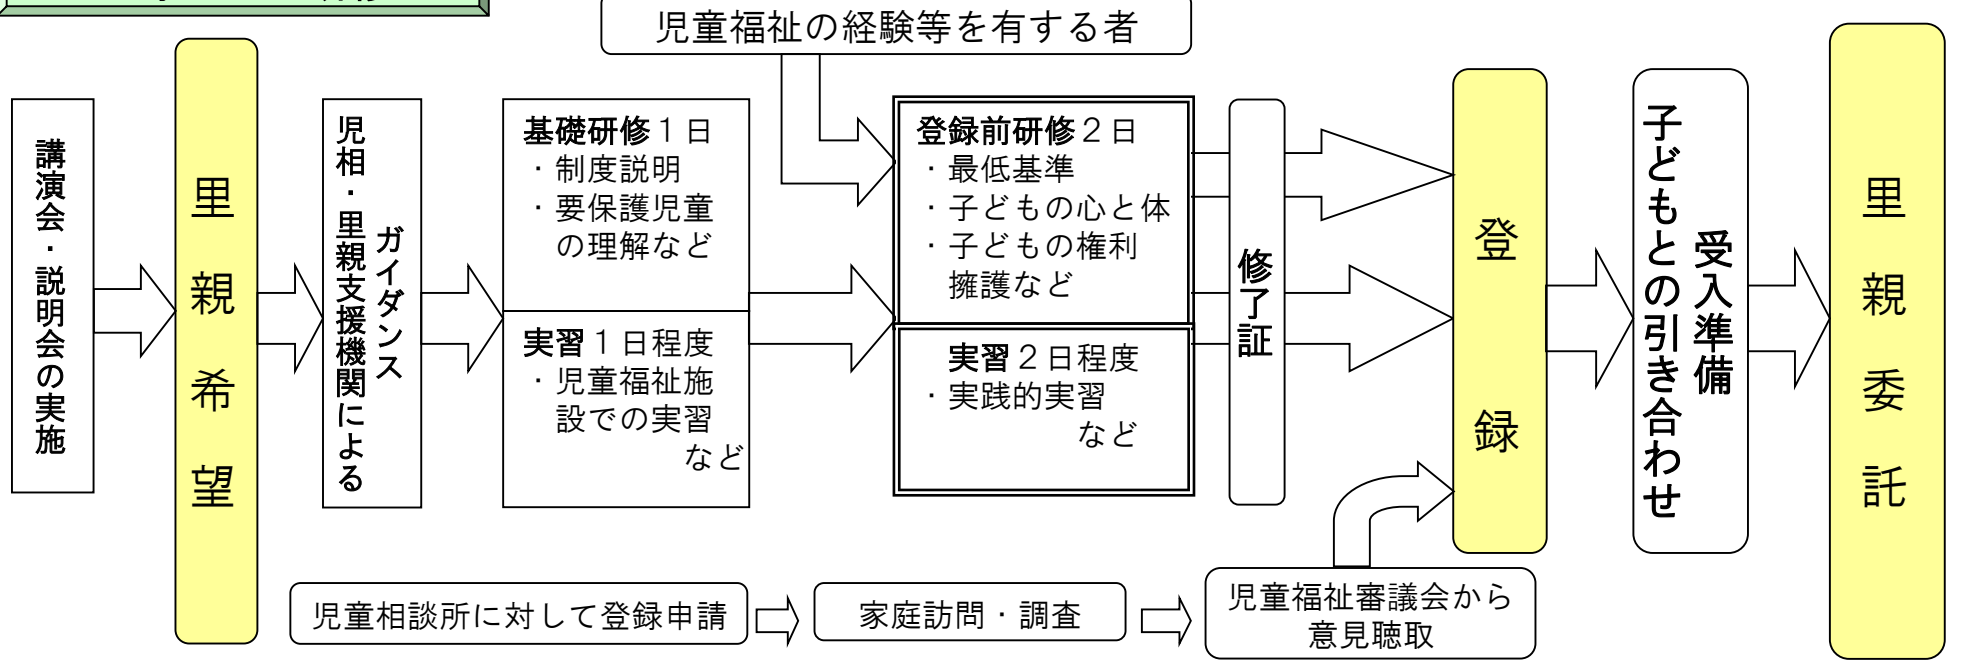 児童福祉の経験等を有する者
講演会・説明会の実施
里親希望
児相・里親支援機関による
ガイダンス
基礎研修１日
・制度説明
・要保護児童
の理解など
実習１日程度
・児童福祉施
設での実習
など
登録前研修２日
・最低基準
・子どもの心と体
・子どもの権利
擁護など
実習２日程度
・実践的実習
など
修了証
登録
子どもとの引き合わせ
受入準備
里親委託
児童相談所に対して登録申請
家庭訪問・調査
児童福祉審議会から
意見聴取